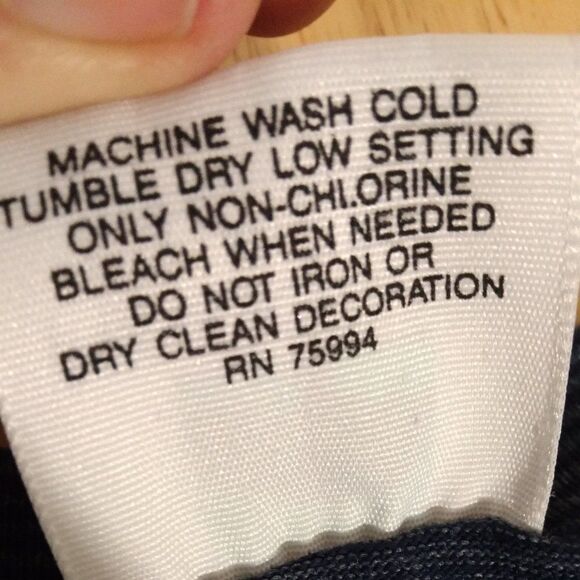 MACHINE WASH COLD
TUMBLE DRY LOW SETTING
ONLY NON-CHLORINE
BLEACH WHEN NEEDED
DO NOT IRON OR
DRY CLEAN DECORATION
RN 75994